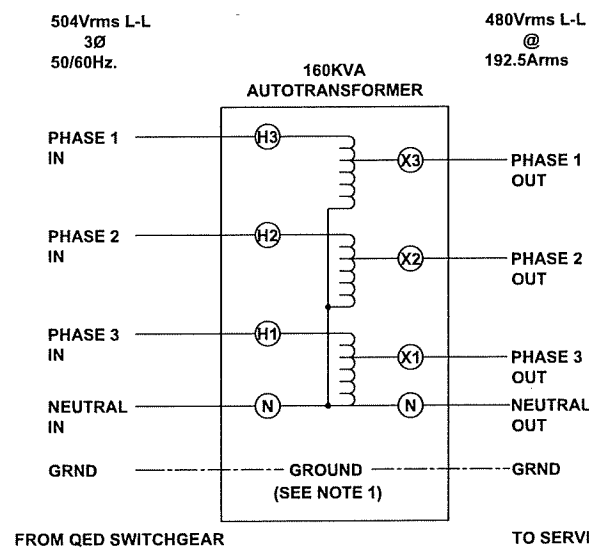 504Vrms L-L
3Ø
50/60Hz.
480Vrms L-L
@
192.5Arms
160KVA
AUTOTRANSFORMER
PHASE 1
IN
H3
X3
PHASE 1
OUT
PHASE 2
IN
H2
X2
PHASE 2
OUT
PHASE 3
IN
H1
X1
PHASE 3
OUT
NEUTRAL
IN
N
N
NEUTRAL
OUT
GRND
GROUND
(SEE NOTE 1)
GRND
FROM QED SWITCHGEAR
TO SERVI